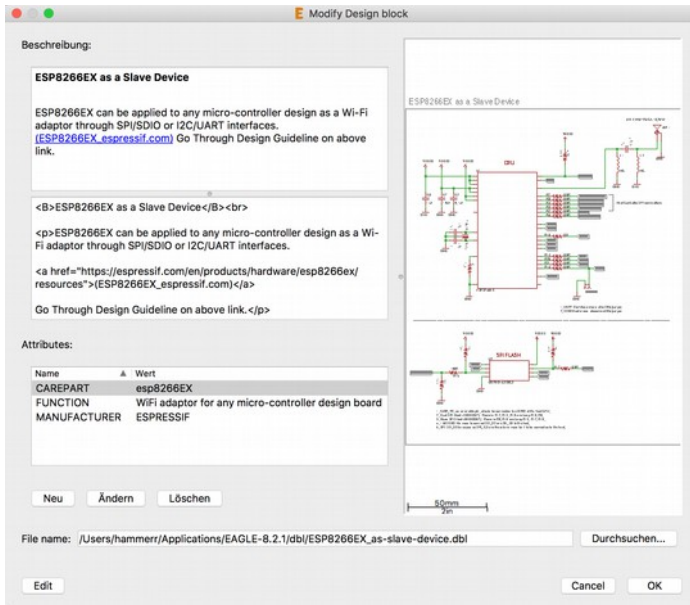 E Modify Design block
Beschreibung:
ESP8266EX as a Slave Device
ESP8266EX can be applied to any micro-controller design as a Wi-Fi
adaptor through SPI/SDIO or I2C/UART interfaces.
(ESP8266EX_espressif.com) Go Through Design Guideline on above
link.
<B>ESP8266EX as a Slave Device</B><br>
<p>ESP8266EX can be applied to any micro-controller design as a Wi-
Fi adaptor through SPI/SDIO or I2C/UART interfaces.
<a href="https://espressif.com/en/products/hardware/esp8266ex/
resources">(ESP8266EX_espressif.com)</a>
Go Through Design Guideline on above link.</p>
Attributes:
Name Wert
CAREPART esp8266EX
FUNCTION WiFi adaptor for any micro-controller design board
MANUFACTURER ESPRESSIF
Neu Ändern Löschen
ESP8266EX as a Slave Device
CPU
SPI FLASH
50mm
2in
File name: /Users/hammerr/Applications/EAGLE-8.2.1/dbl/ESP8266EX_as-slave-device.dbl Durchsuchen...
Edit Cancel OK